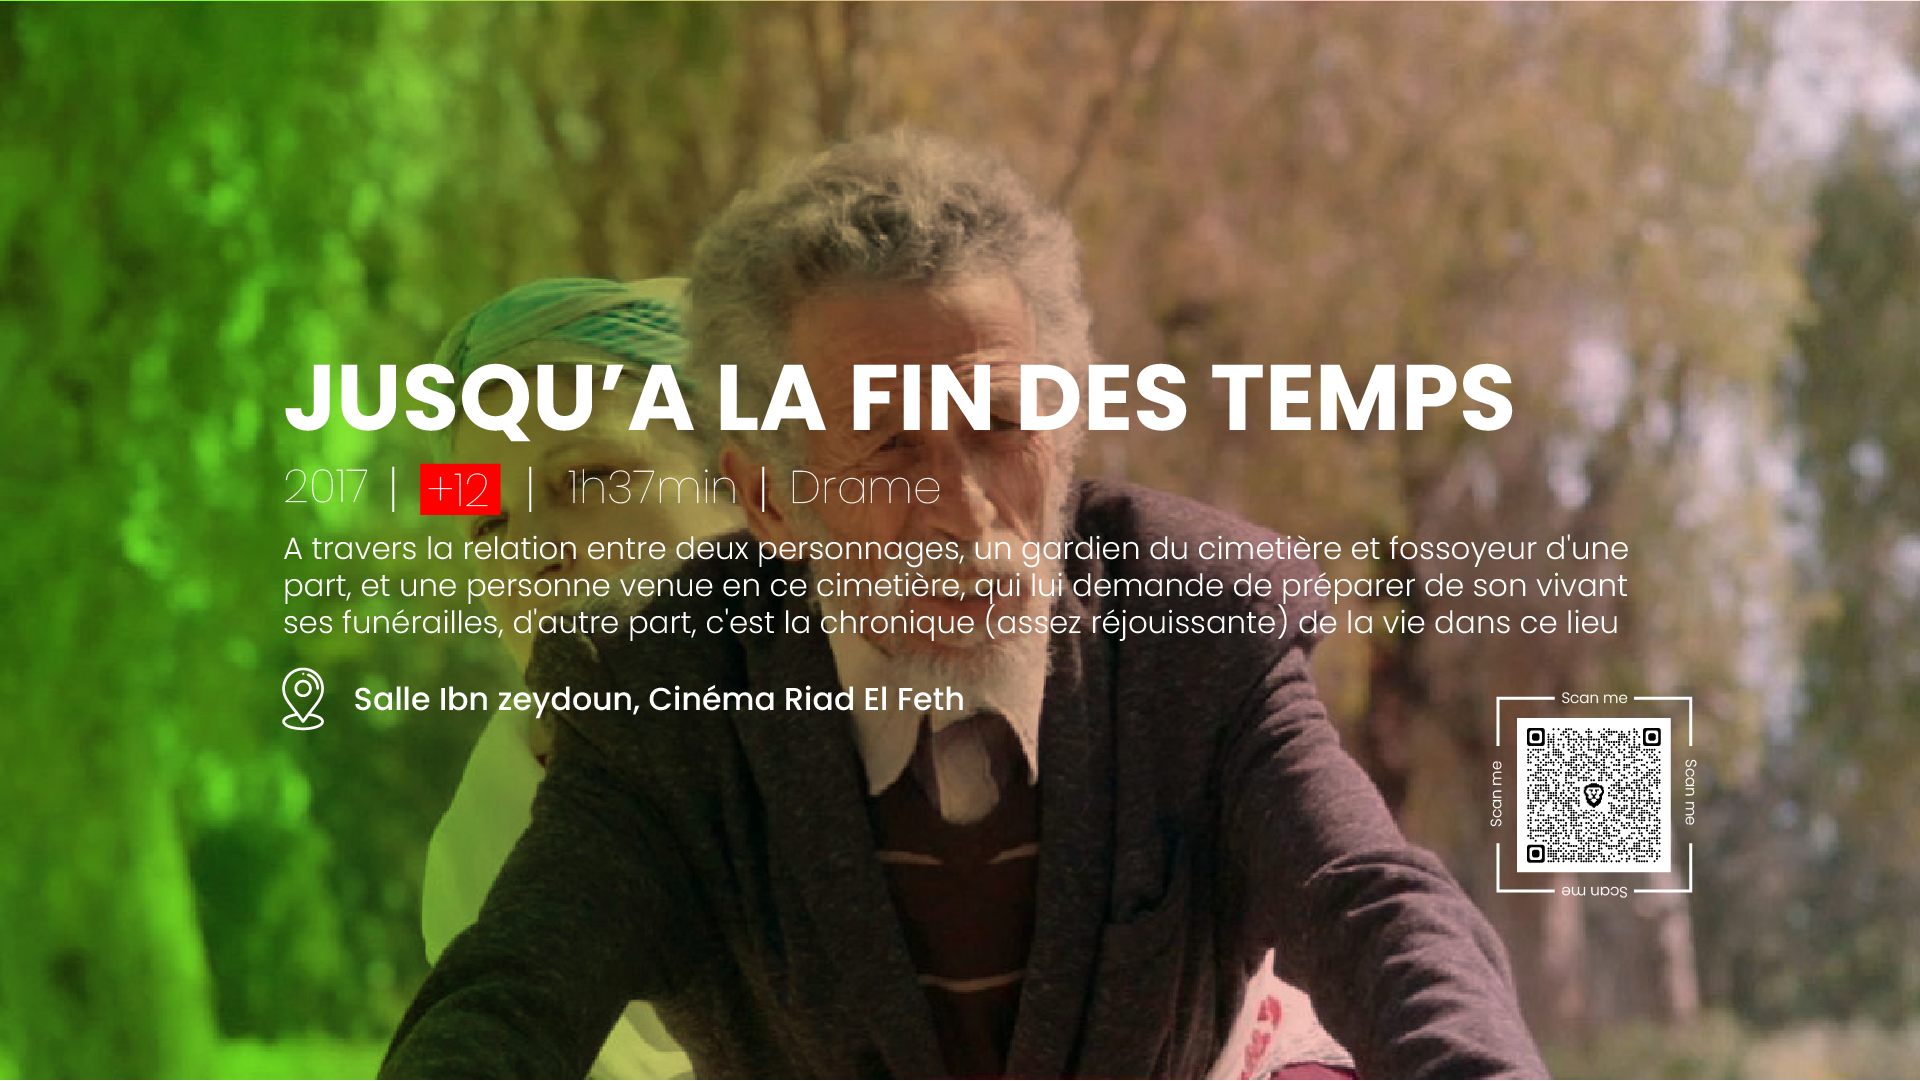 JUSQU’A LA FIN DES TEMPS
2017 | +12 | 1h37min | Drame
A travers la relation entre deux personnages, un gardien du cimetière et fossoyeur d'une
part, et une personne venue en ce cimetière, qui lui demande de préparer de son vivant
ses funérailles, d'autre part, c'est la chronique (assez réjouissante) de la vie dans ce lieu
Salle Ibn zeydoun, Cinéma Riad El Feth
Scan me
Scan me
Scan me
Scan me